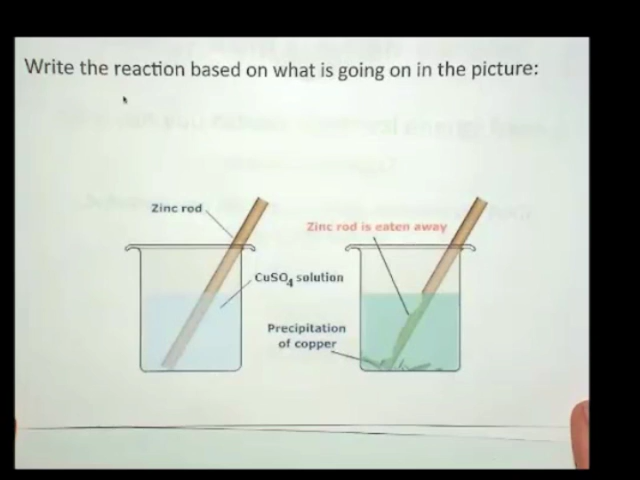 Write the reaction based on what is going on in the picture:
Zinc rod
Zinc rod is eaten away
CuSO4 solution
Precipitation
of copper